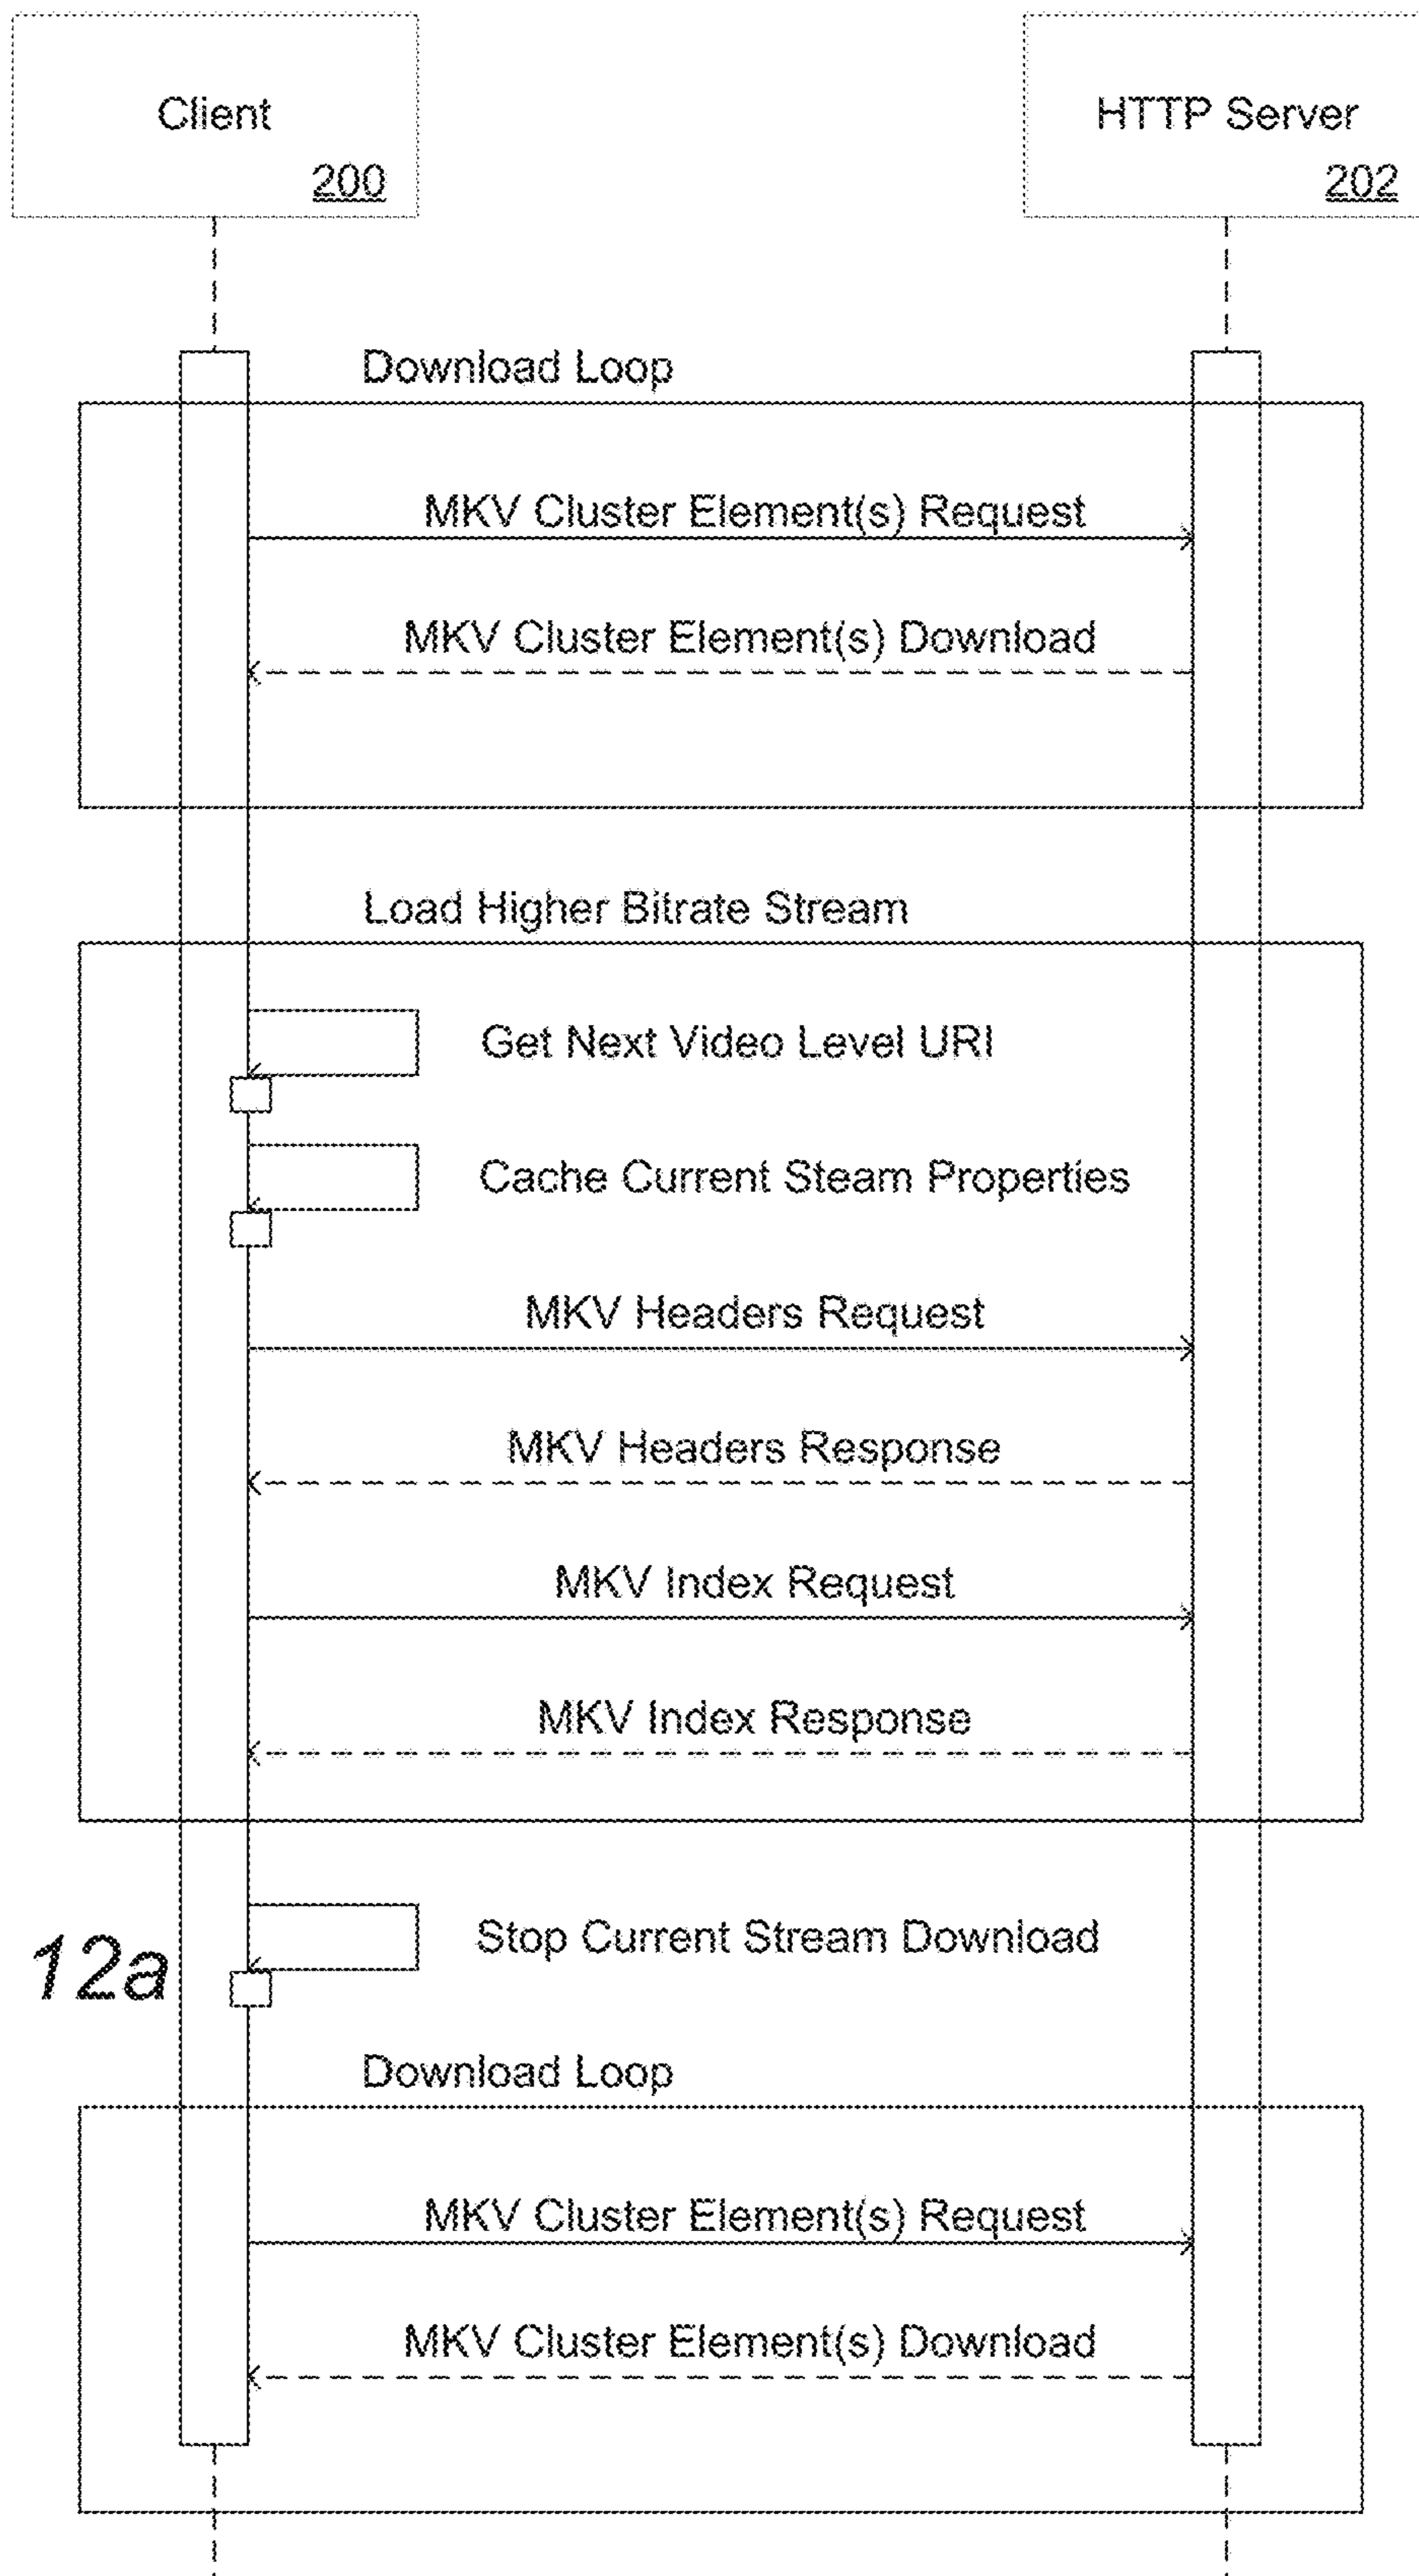 Client
200
HTTP Server
202
Download Loop
MKV Cluster Element(s) Request
MKV Cluster Element(s) Download
Load Higher Bitrate Stream
Get Next Video Level URI
Cache Current Steam Properties
MKV Headers Request
MKV Headers Response
MKV Index Request
MKV Index Response
Stop Current Stream Download
12a
Download Loop
MKV Cluster Element(s) Request
MKV Cluster Element(s) Download